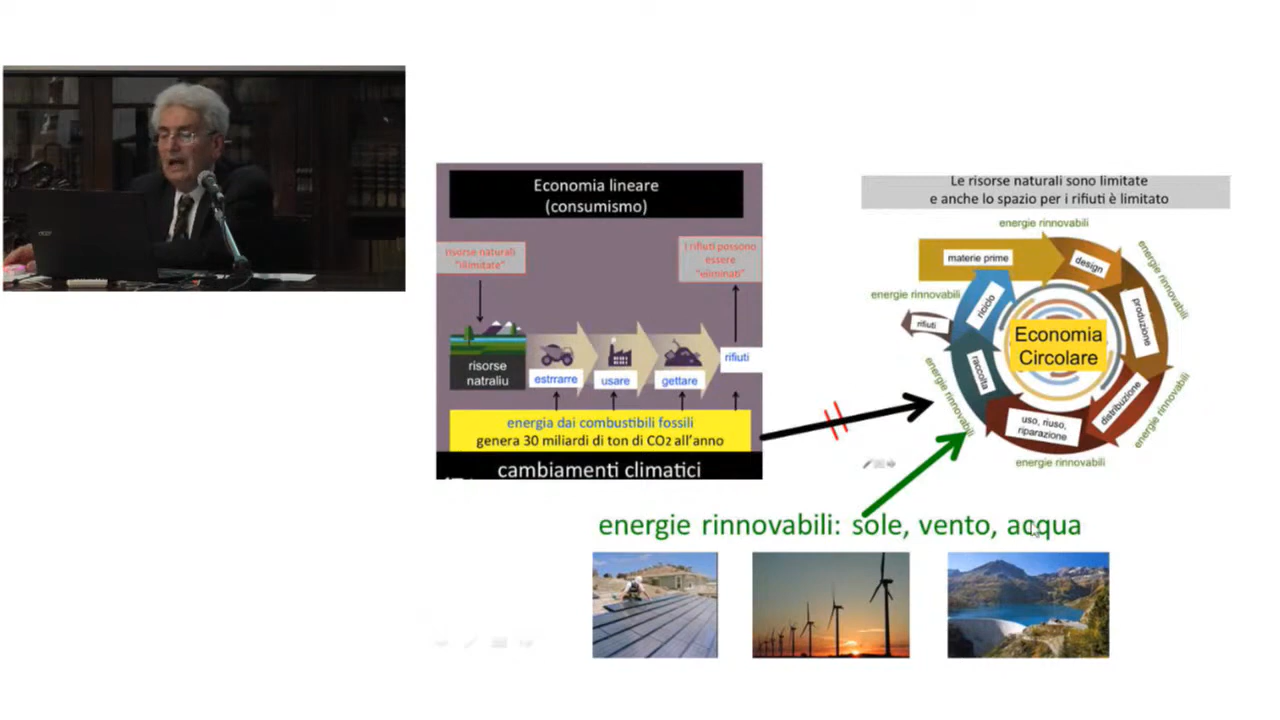 Economia lineare
(consumismo)
risorse naturali
"illimitate"
I rifiuti possono
essere
"eliminati"
risorse
natraliu
estrrarre
usare
gettare
rifiuti
energia dai combustibili fossili
genera 30 miliardi di ton di CO2 all'anno
cambiamenti climatici
Le risorse naturali sono limitate
e anche lo spazio per i rifiuti è limitato
energie rinnovabili
materie prime
design
energie rinnovabili
produzione
energie rinnovabili
distribuzione
uso, riuso,
riparazione
energie rinnovabili
raccolta
energie rinnovabili
riciclo
energie rinnovabili
rifiuti
Economia
Circolare
energie rinnovabili: sole, vento, acqua
acer